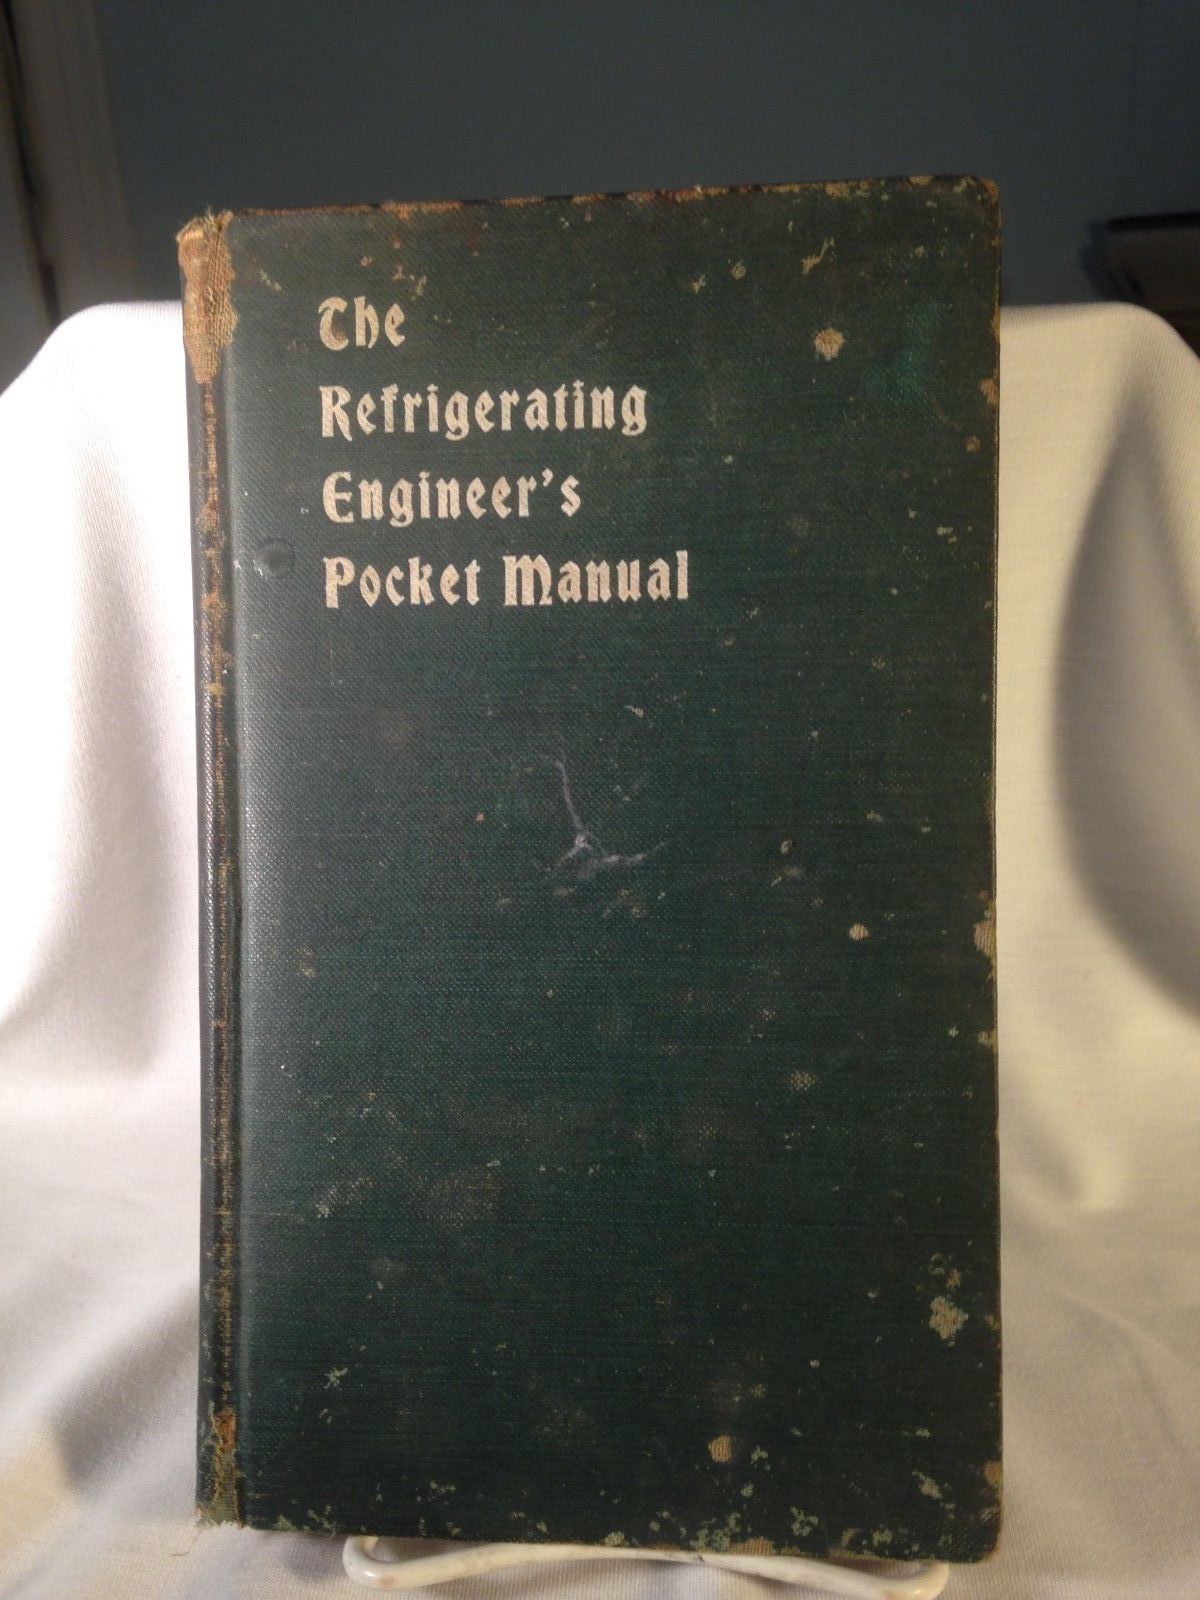 The
Refrigerating
Engineer's
Pocket Manual